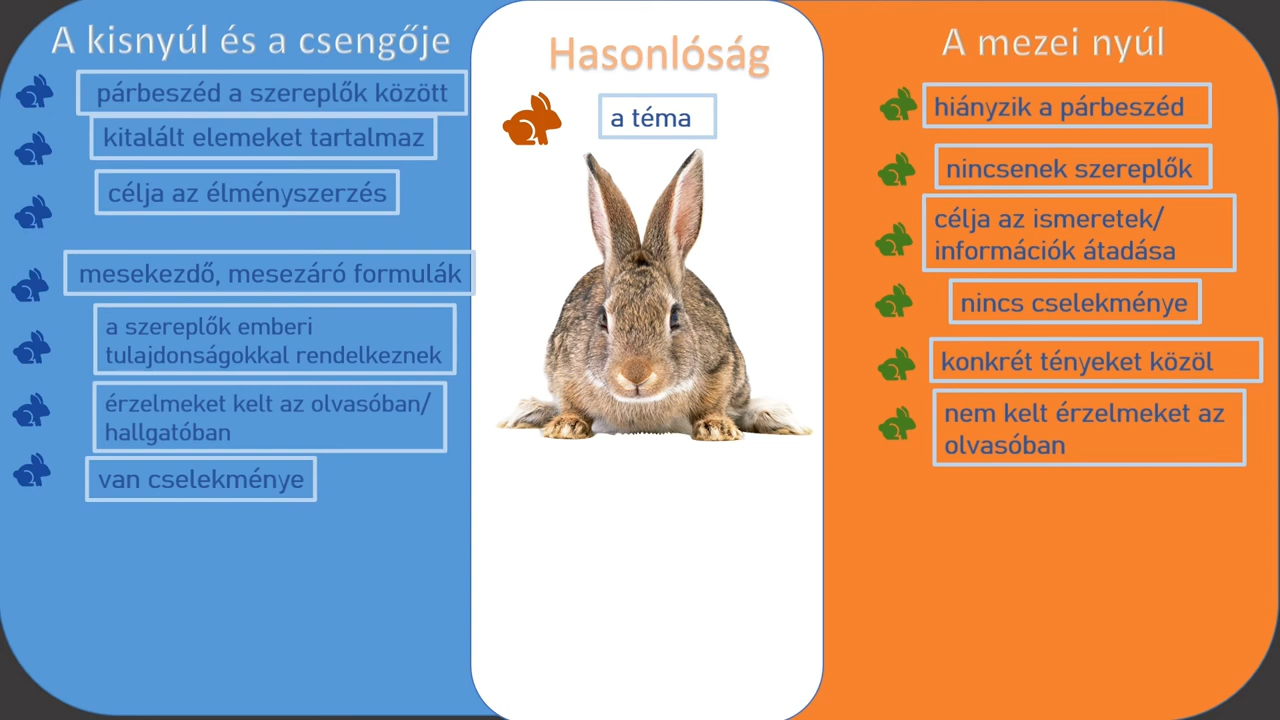 A kisnyúl és a csengője
párbeszéd a szereplők között
kitalált elemeket tartalmaz
célja az élményszerzés
mesekezdő, mesezáró formulák
a szereplők emberi
tulajdonságokkal rendelkeznek
érzelmeket kelt az olvasóban/
hallgatóban
van cselekménye
Hasonlóság
a téma
A mezei nyúl
hiányzik a párbeszéd
nincsenek szereplők
célja az ismeretek/
információk átadása
nincs cselekménye
konkrét tényeket közöl
nem kelt érzelmeket az
olvasóban